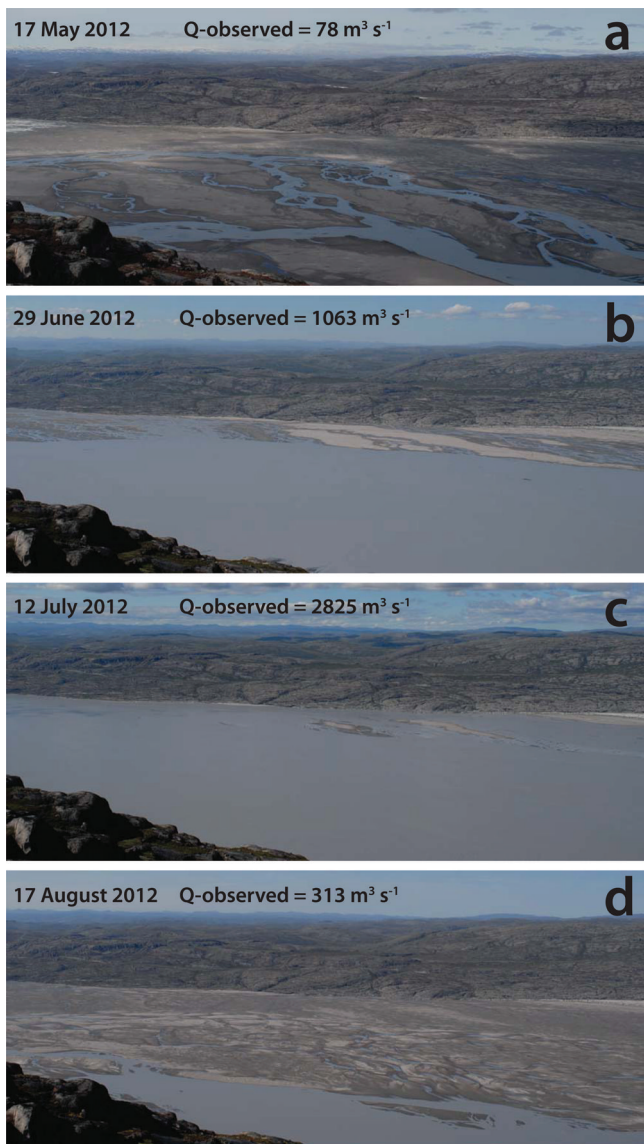 17 May 2012 Q-observed = 78 m³ s⁻¹ a
29 June 2012 Q-observed = 1063 m³ s⁻¹ b
12 July 2012 Q-observed = 2825 m³ s⁻¹ c
17 August 2012 Q-observed = 313 m³ s⁻¹ d